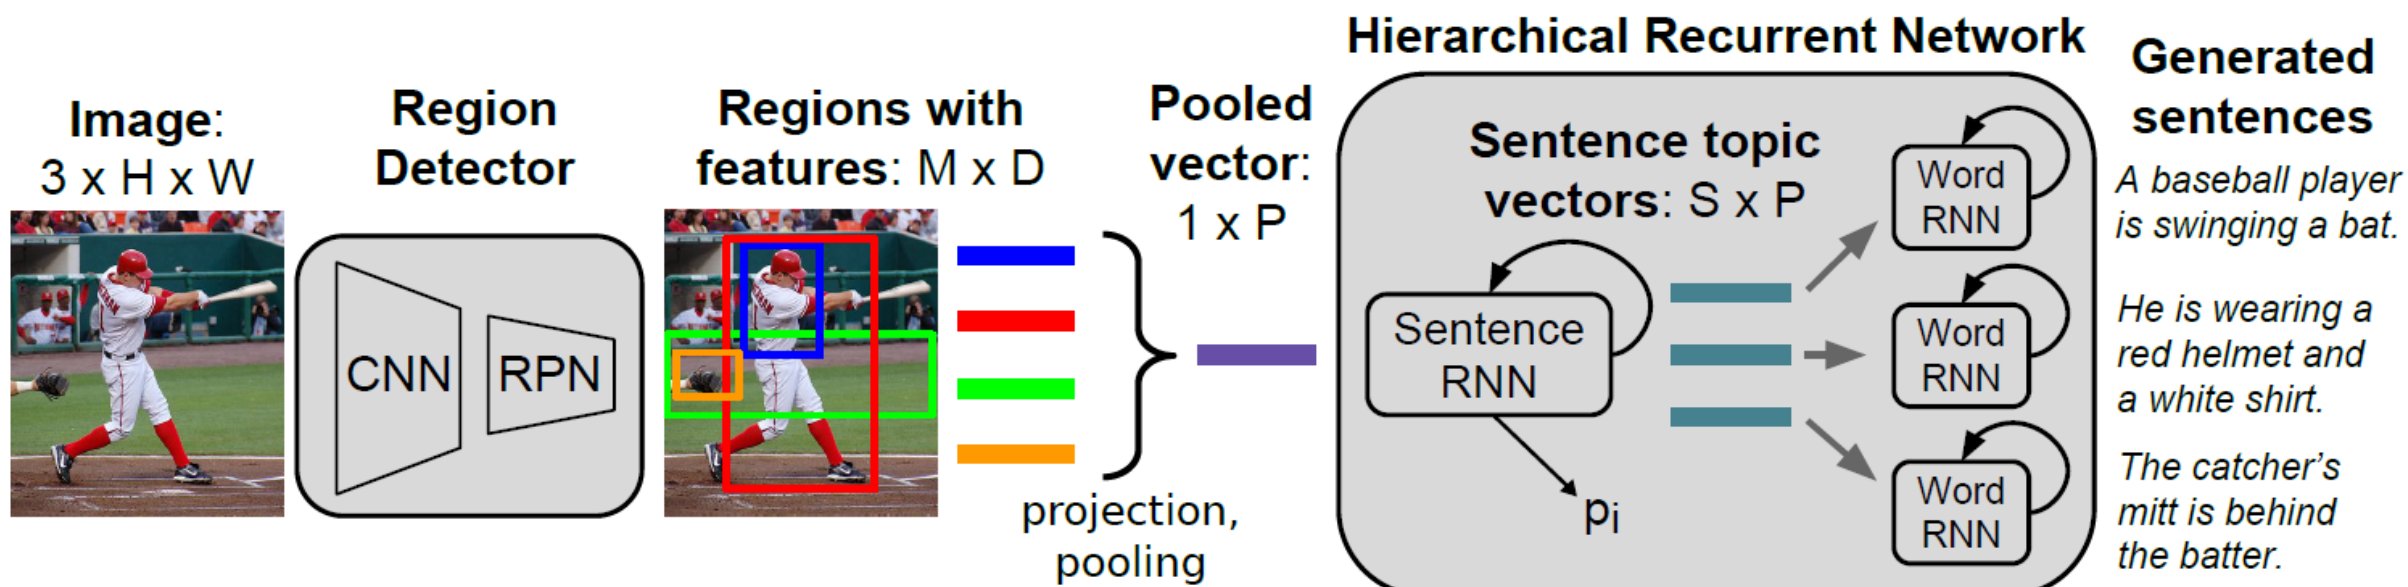 Image:
3 x H x W
Region
Detector
CNN
RPN
Regions with
features: M x D
projection,
pooling
Pooled
vector:
1 x P
Hierarchical Recurrent Network
Sentence topic
vectors: S x P
Sentence
RNN
pi
Word
RNN
Word
RNN
Word
RNN
Generated
sentences
A baseball player
is swinging a bat.
He is wearing a
red helmet and
a white shirt.
The catcher's
mitt is behind
the batter.